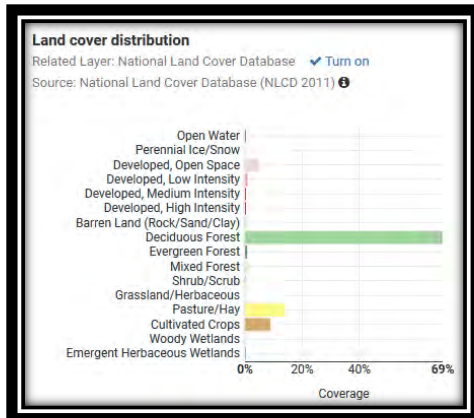 Land cover distribution
Related Layer: National Land Cover Database ✔ Turn on
Source: National Land Cover Database (NLCD 2011)
Open Water
Perennial Ice/Snow
Developed, Open Space
Developed, Low Intensity
Developed, Medium Intensity
Developed, High Intensity
Barren Land (Rock/Sand/Clay)
Deciduous Forest
Evergreen Forest
Mixed Forest
Shrub/Scrub
Grassland/Herbaceous
Pasture/Hay
Cultivated Crops
Woody Wetlands
Emergent Herbaceous Wetlands
0% 20% 40% 69%
Coverage